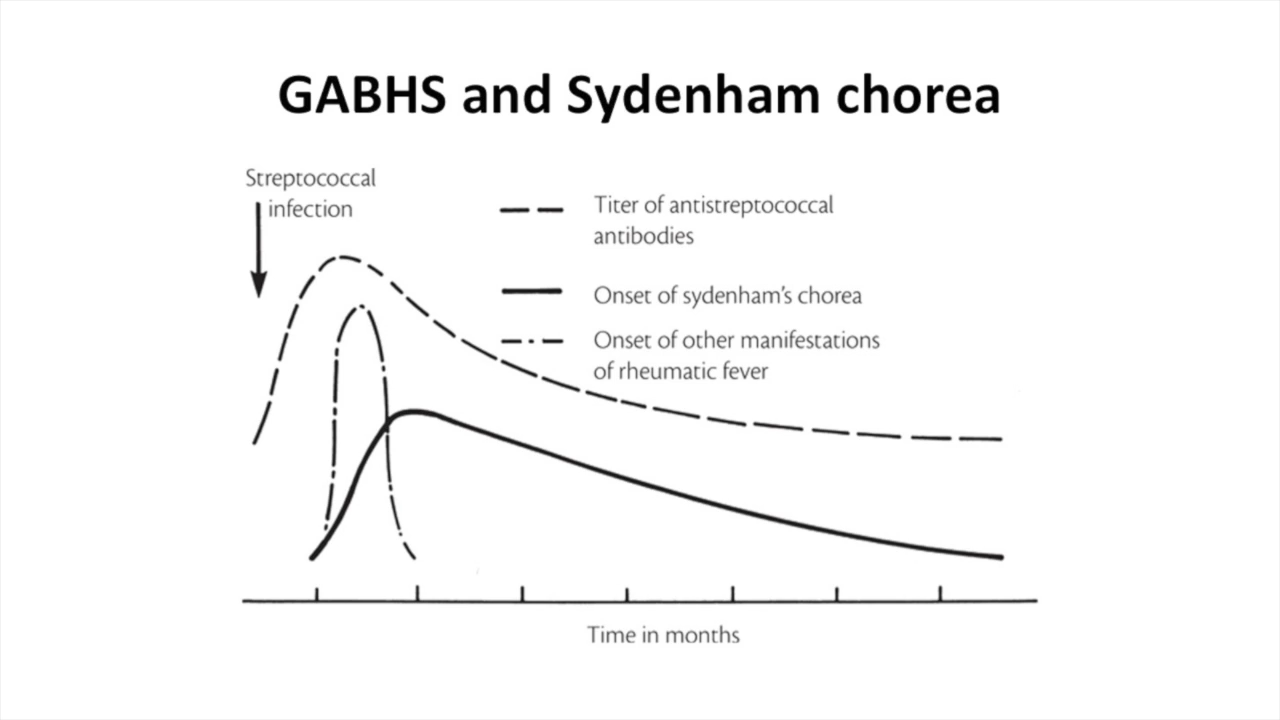 GABHS and Sydenham chorea
Streptococcal
infection
Titer of antistreptococcal
antibodies
Onset of sydenham's chorea
Onset of other manifestations
of rheumatic fever
Time in months